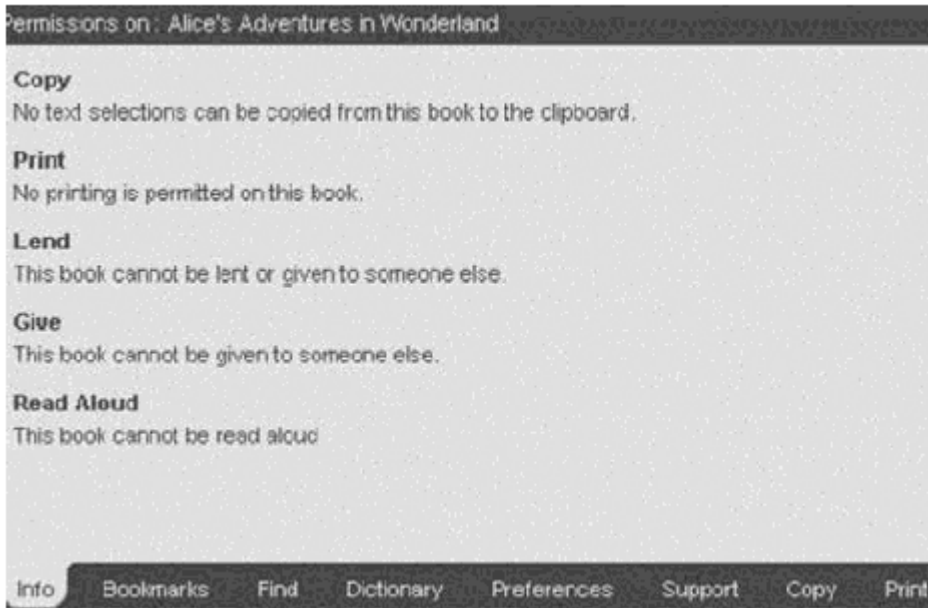 Permissions on : Alice's Adventures in Wonderland
Copy
No text selections can be copied from this book to the clipboard.
Print
No printing is permitted on this book.
Lend
This book cannot be lent or given to someone else.
Give
This book cannot be given to someone else.
Read Aloud
This book cannot be read aloud
Info Bookmarks Find Dictionary Preferences Support Copy Print